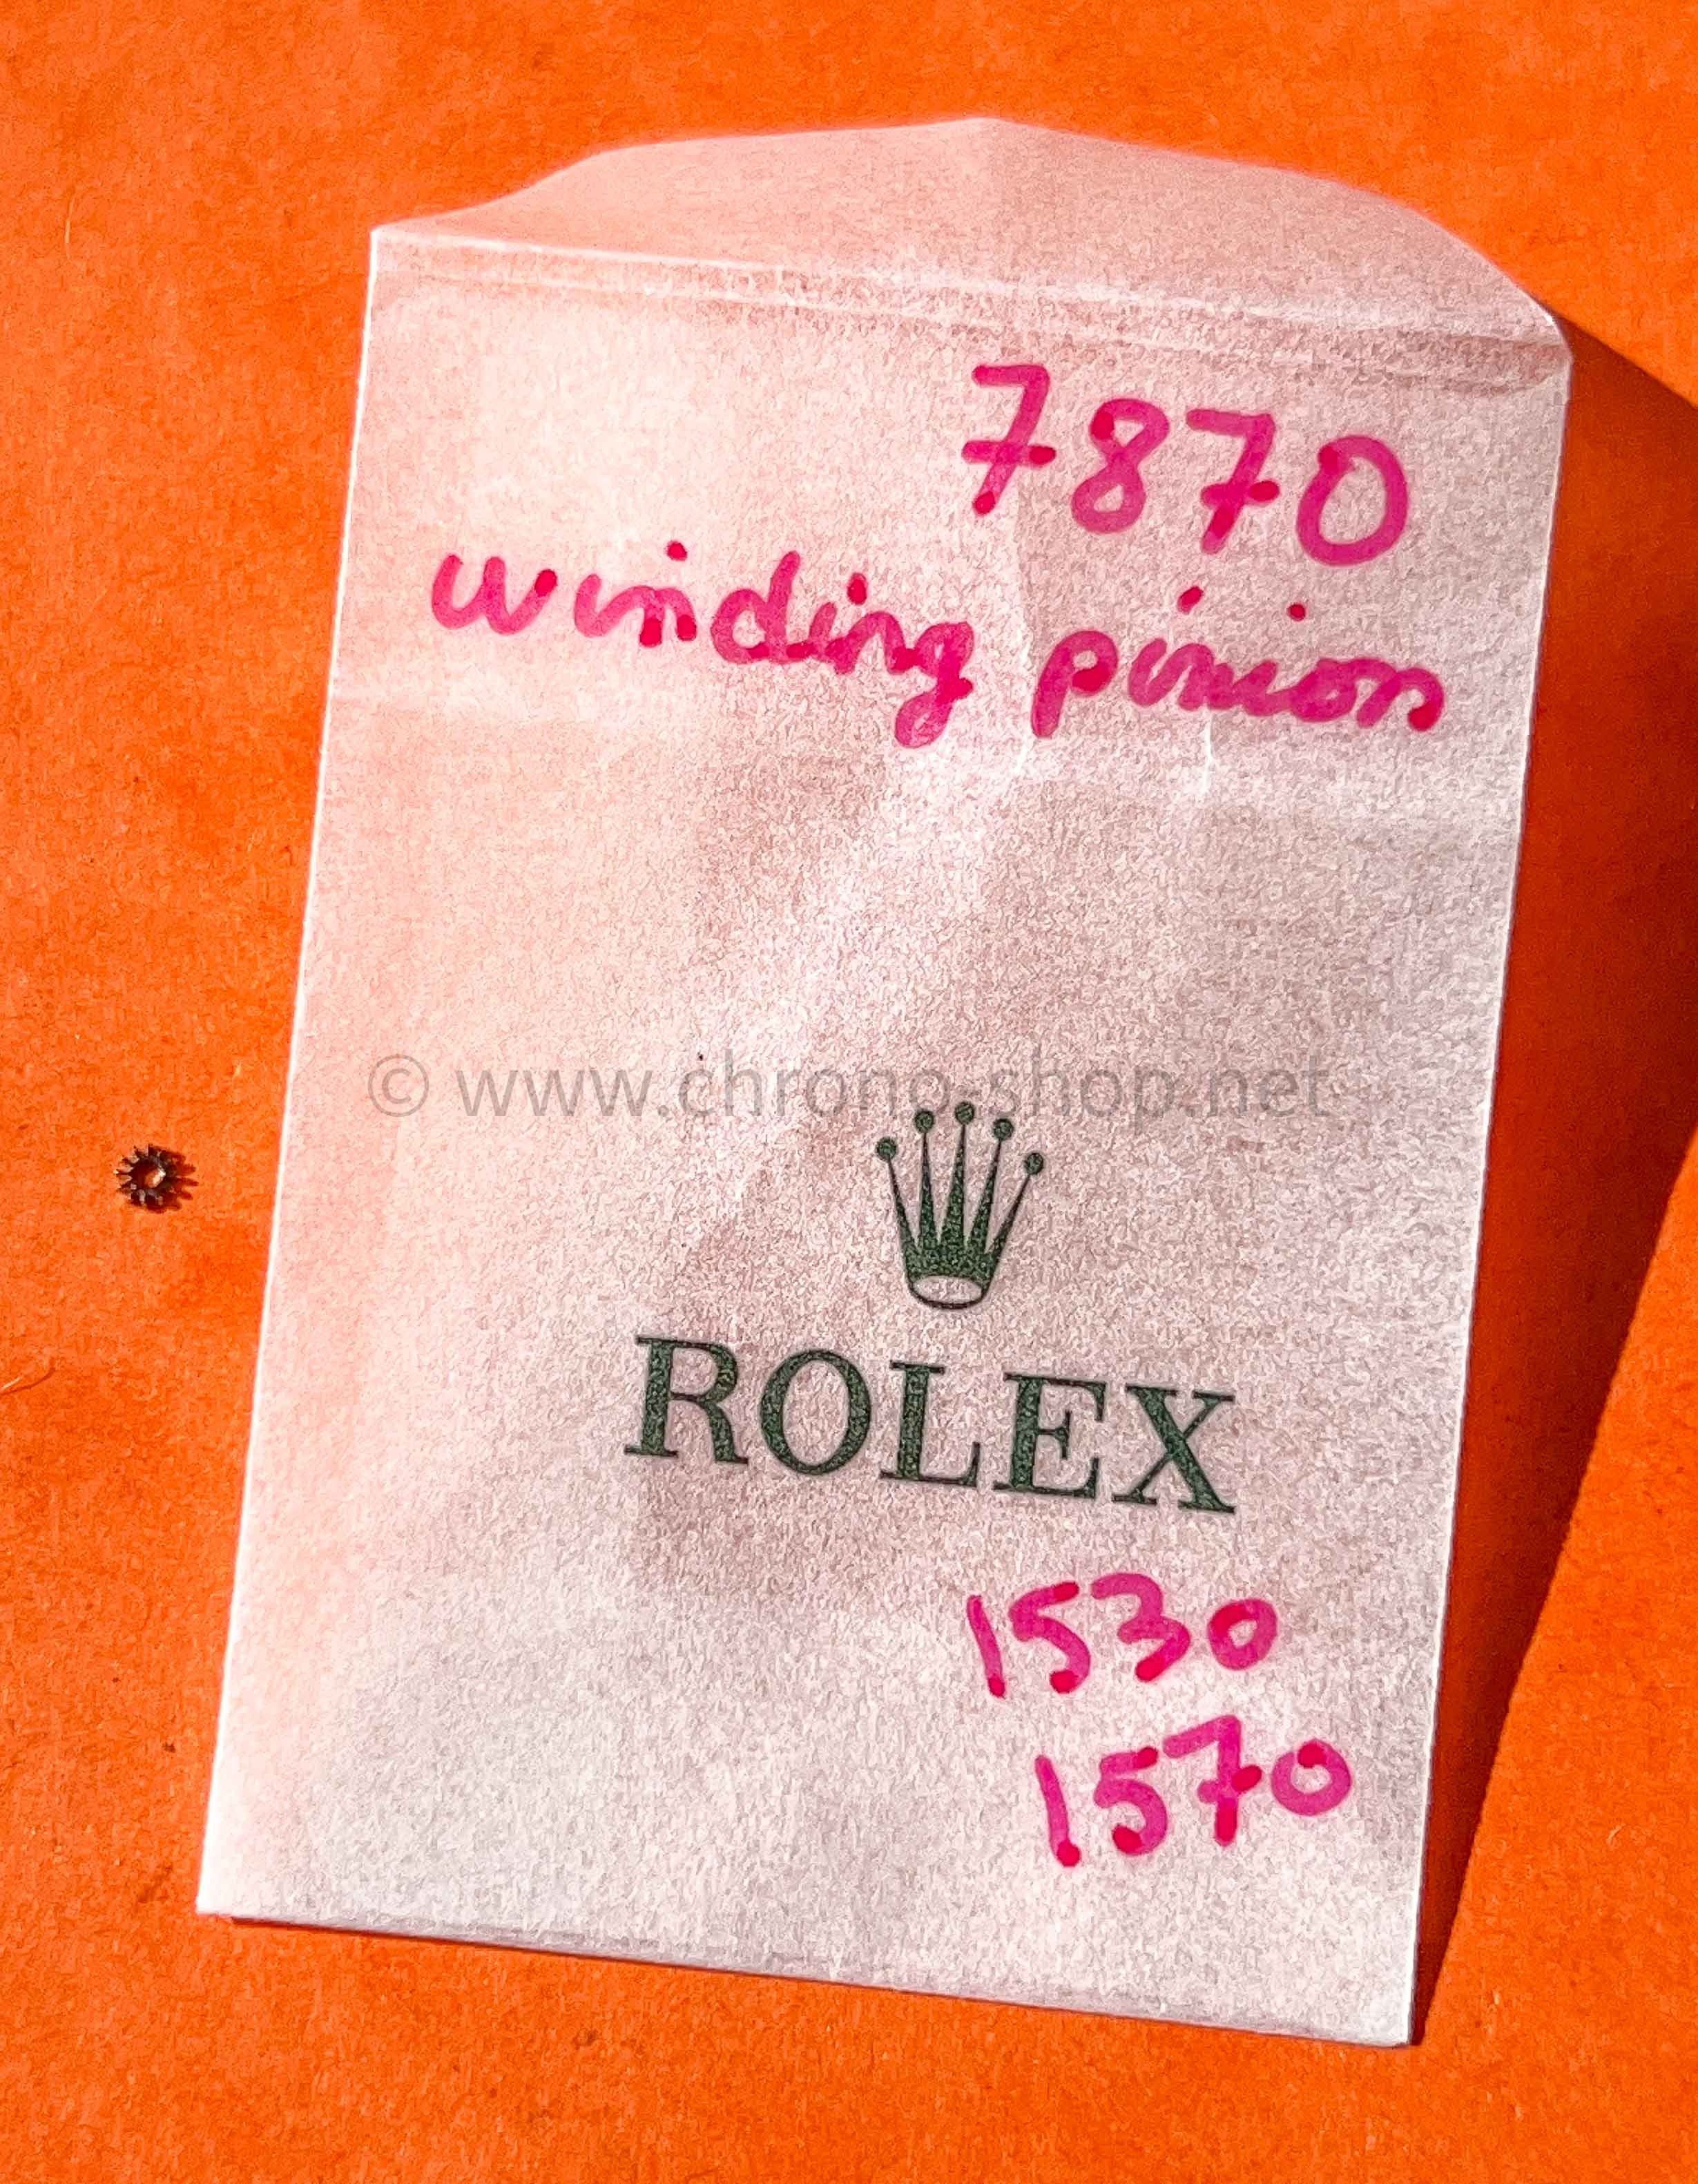 7870
winding pinion
© www.chrono-shop.net
ROLEX
1530
1570